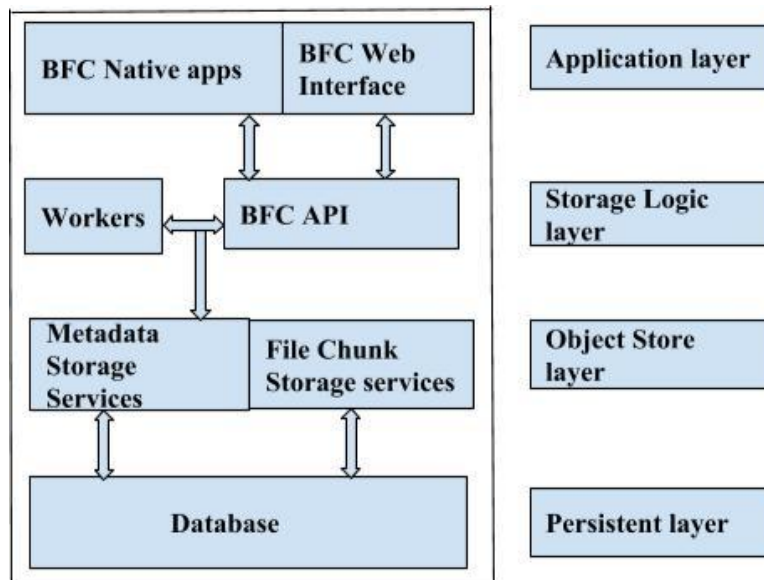 BFC Native apps
BFC Web
Interface
Application layer
Workers
BFC API
Storage Logic
layer
Metadata
Storage
Services
File Chunk
Storage services
Object Store
layer
Database
Persistent layer